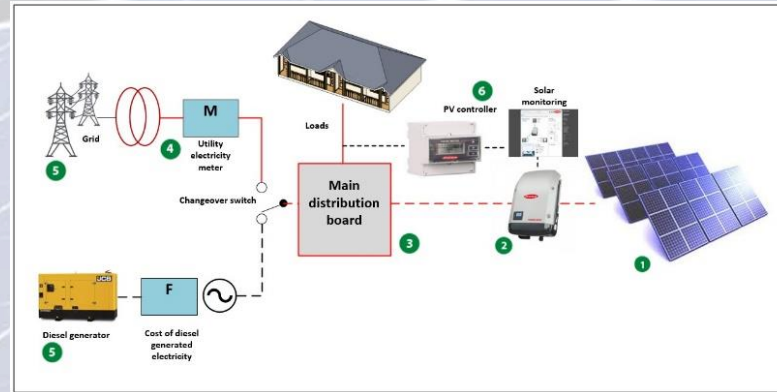 5
Grid
4
M
Utility
electricity
meter
Changeover switch
Loads
6
PV controller
Solar
monitoring
Main
distribution
board
3
2
1
JCB
Diesel generator
5
F
Cost of diesel
generated
electricity